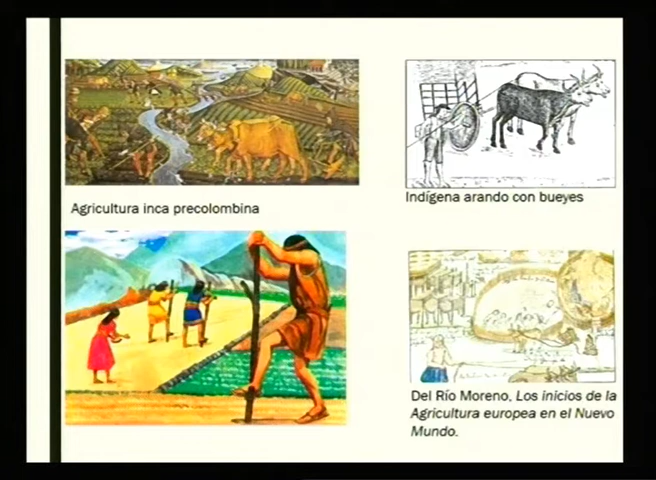 Agricultura inca precolombina
Indígena arando con bueyes
Del Río Moreno, Los inicios de la
Agricultura europea en el Nuevo
Mundo.